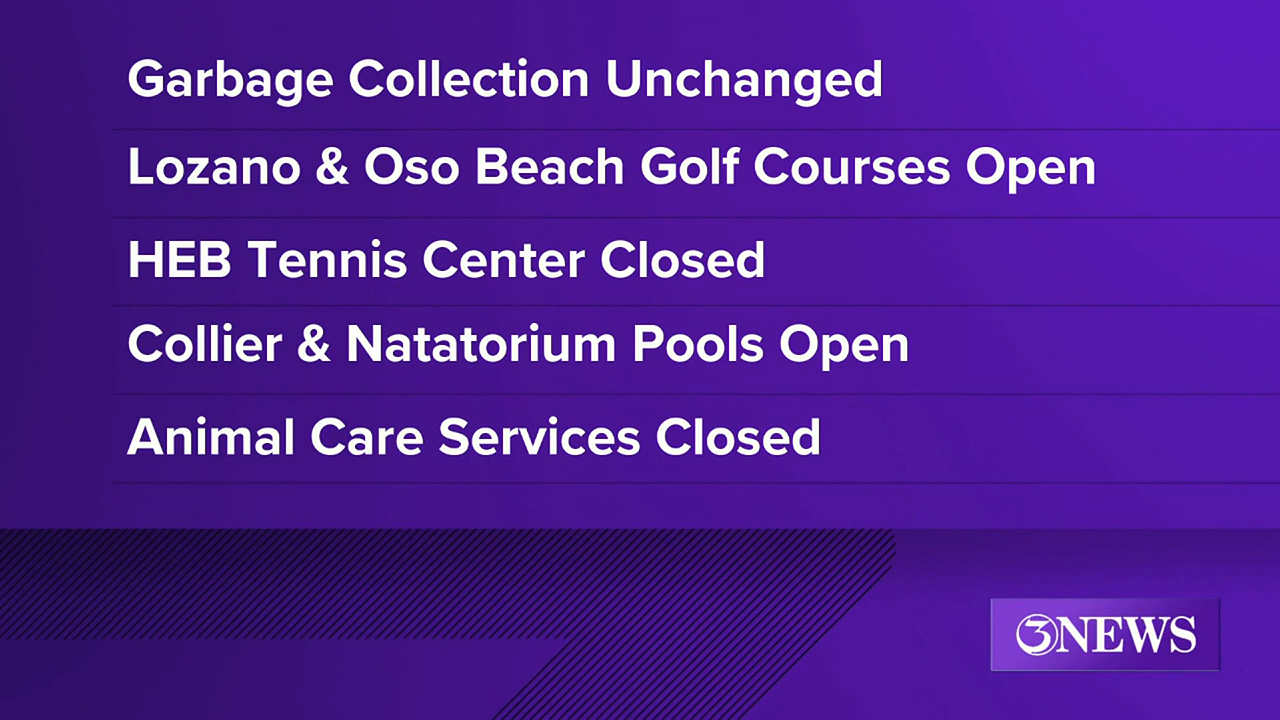 Garbage Collection Unchanged
Lozano & Oso Beach Golf Courses Open
HEB Tennis Center Closed
Collier & Natatorium Pools Open
Animal Care Services Closed
3NEWS